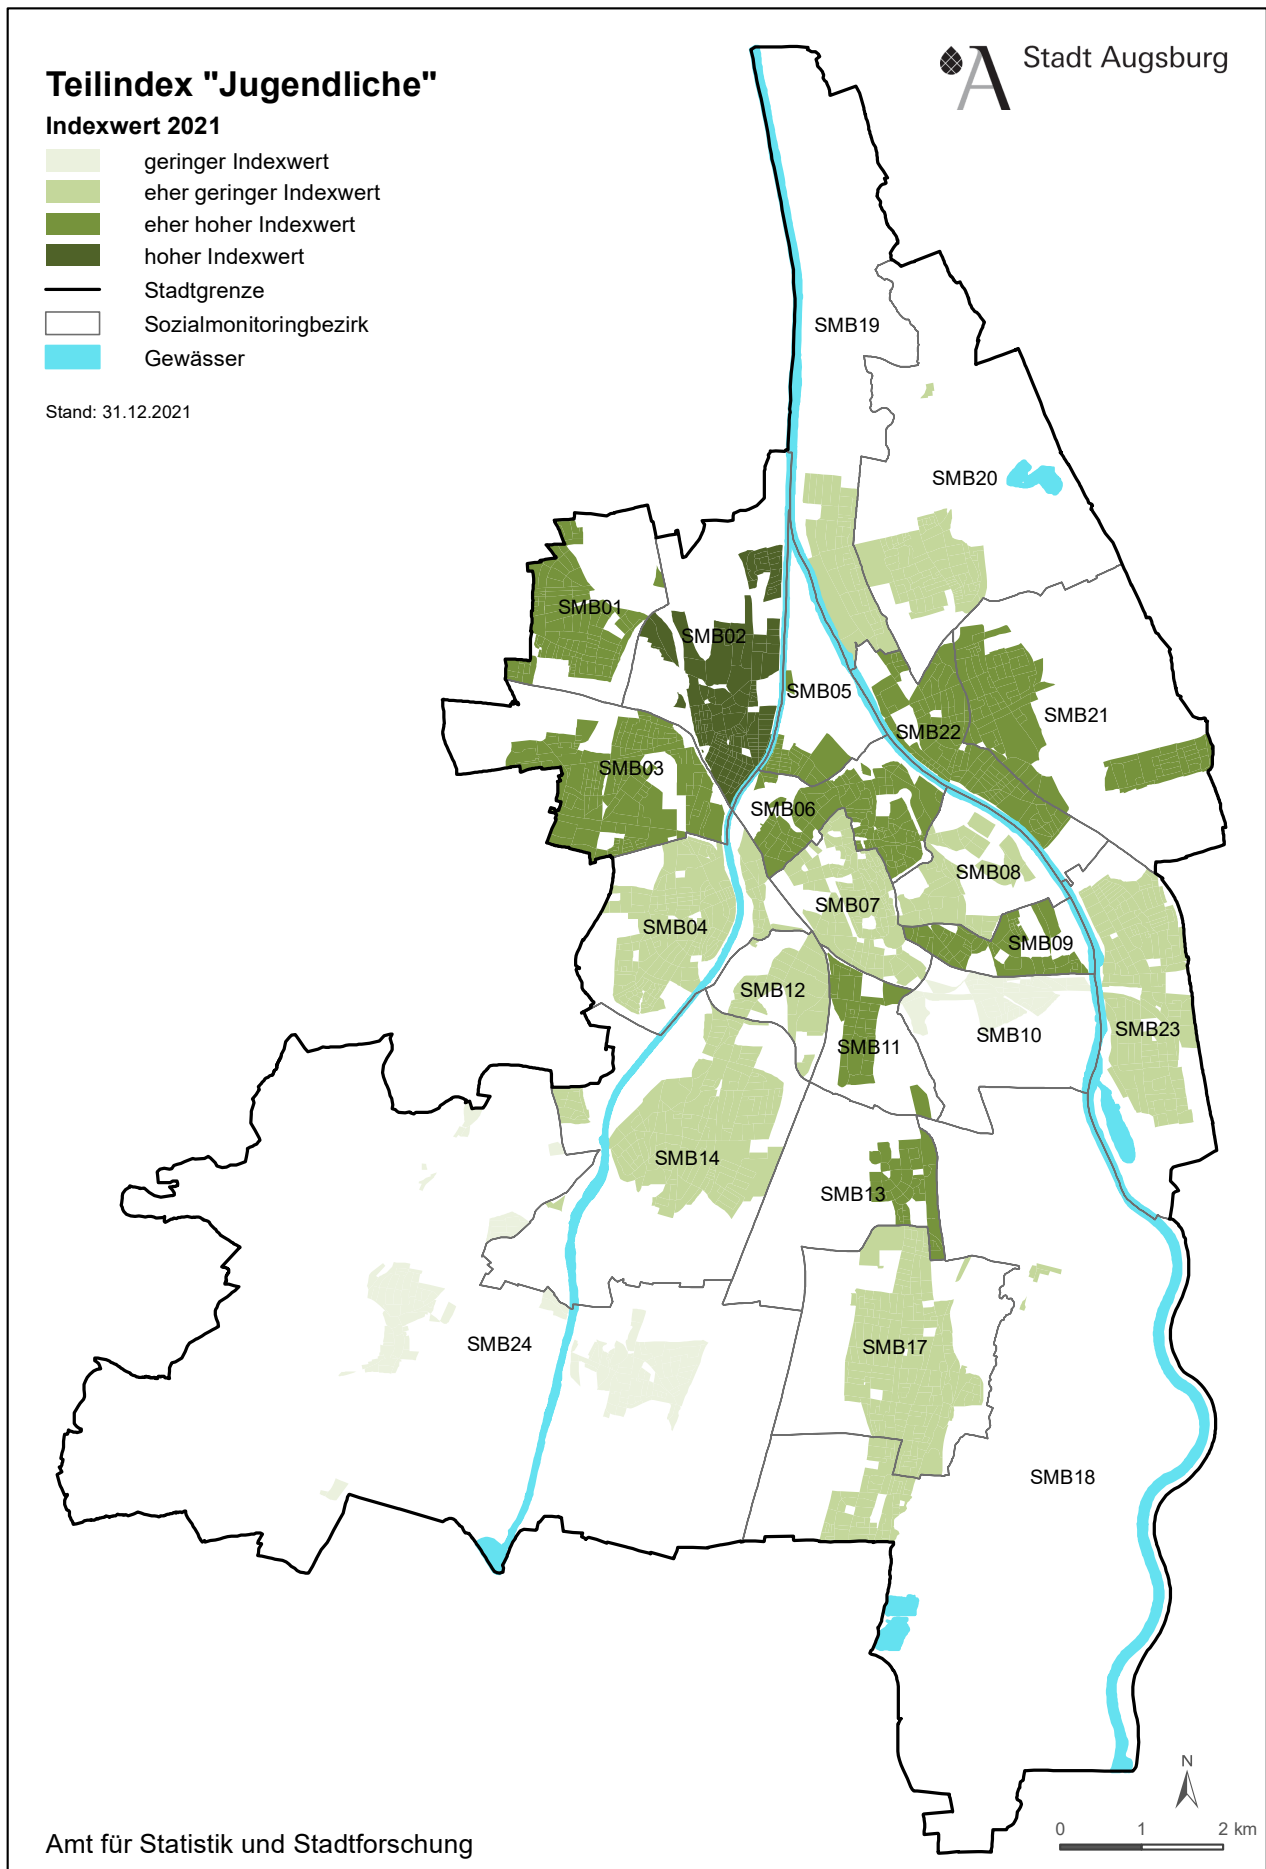 Stadt Augsburg
Teilindex "Jugendliche"
Indexwert 2021
geringer Indexwert
eher geringer Indexwert
eher hoher Indexwert
hoher Indexwert
Stadtgrenze
Sozialmonitoringbezirk
Gewässer
Stand: 31.12.2021
SMB19
SMB20
SMB01
SMB02
SMB05
SMB21
SMB22
SMB03
SMB06
SMB08
SMB07
SMB04
SMB09
SMB12
SMB23
SMB10
SMB11
SMB14
SMB13
SMB24
SMB17
SMB18
N
0 1 2 km
Amt für Statistik und Stadtforschung